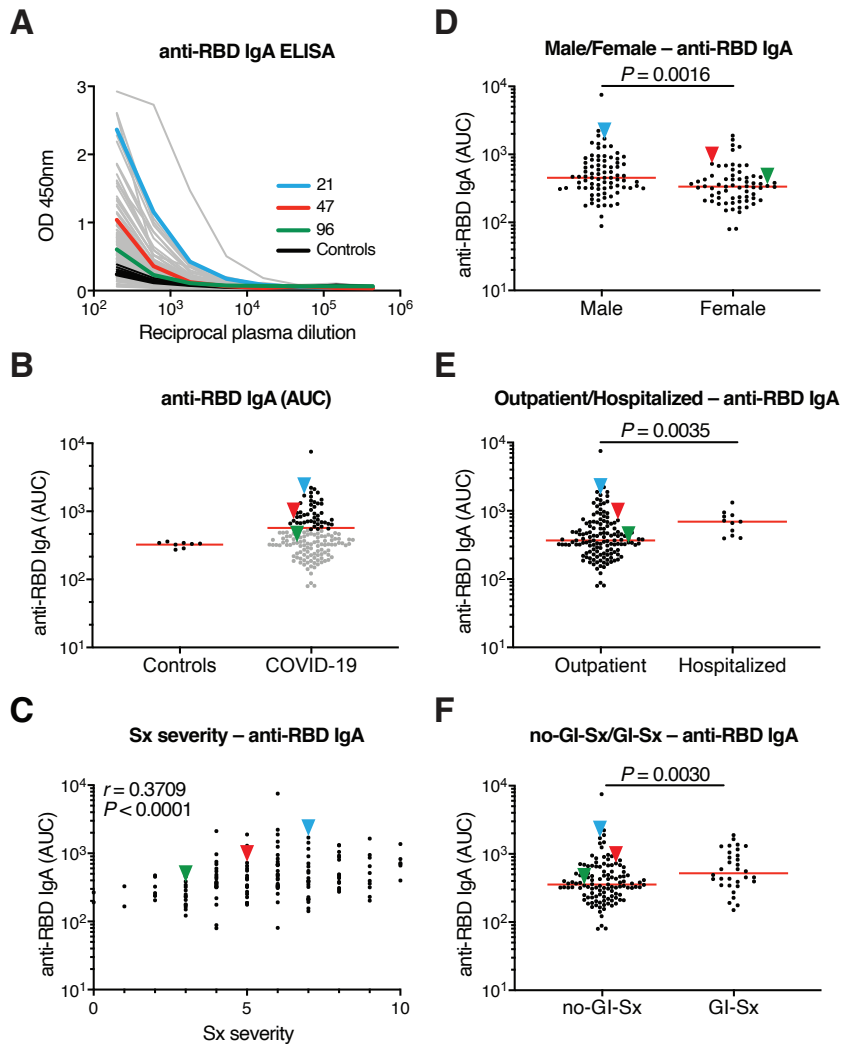 A
anti-RBD IgA ELISA
OD 450nm
3
2
1
0
21
47
96
Controls
10²
10³
10⁴
10⁵
10⁶
Reciprocal plasma dilution
B
anti-RBD IgA (AUC)
anti-RBD IgA (AUC)
10⁴
10³
10²
10¹
Controls
COVID-19
C
Sx severity – anti-RBD IgA
r = 0.3709
P < 0.0001
anti-RBD IgA (AUC)
10⁴
10³
10²
10¹
0
5
10
Sx severity
D
Male/Female – anti-RBD IgA
P = 0.0016
anti-RBD IgA (AUC)
10⁴
10³
10²
10¹
Male
Female
E
Outpatient/Hospitalized – anti-RBD IgA
P = 0.0035
anti-RBD IgA (AUC)
10⁴
10³
10²
10¹
Outpatient
Hospitalized
F
no-GI-Sx/GI-Sx – anti-RBD IgA
P = 0.0030
anti-RBD IgA (AUC)
10⁴
10³
10²
10¹
no-GI-Sx
GI-Sx